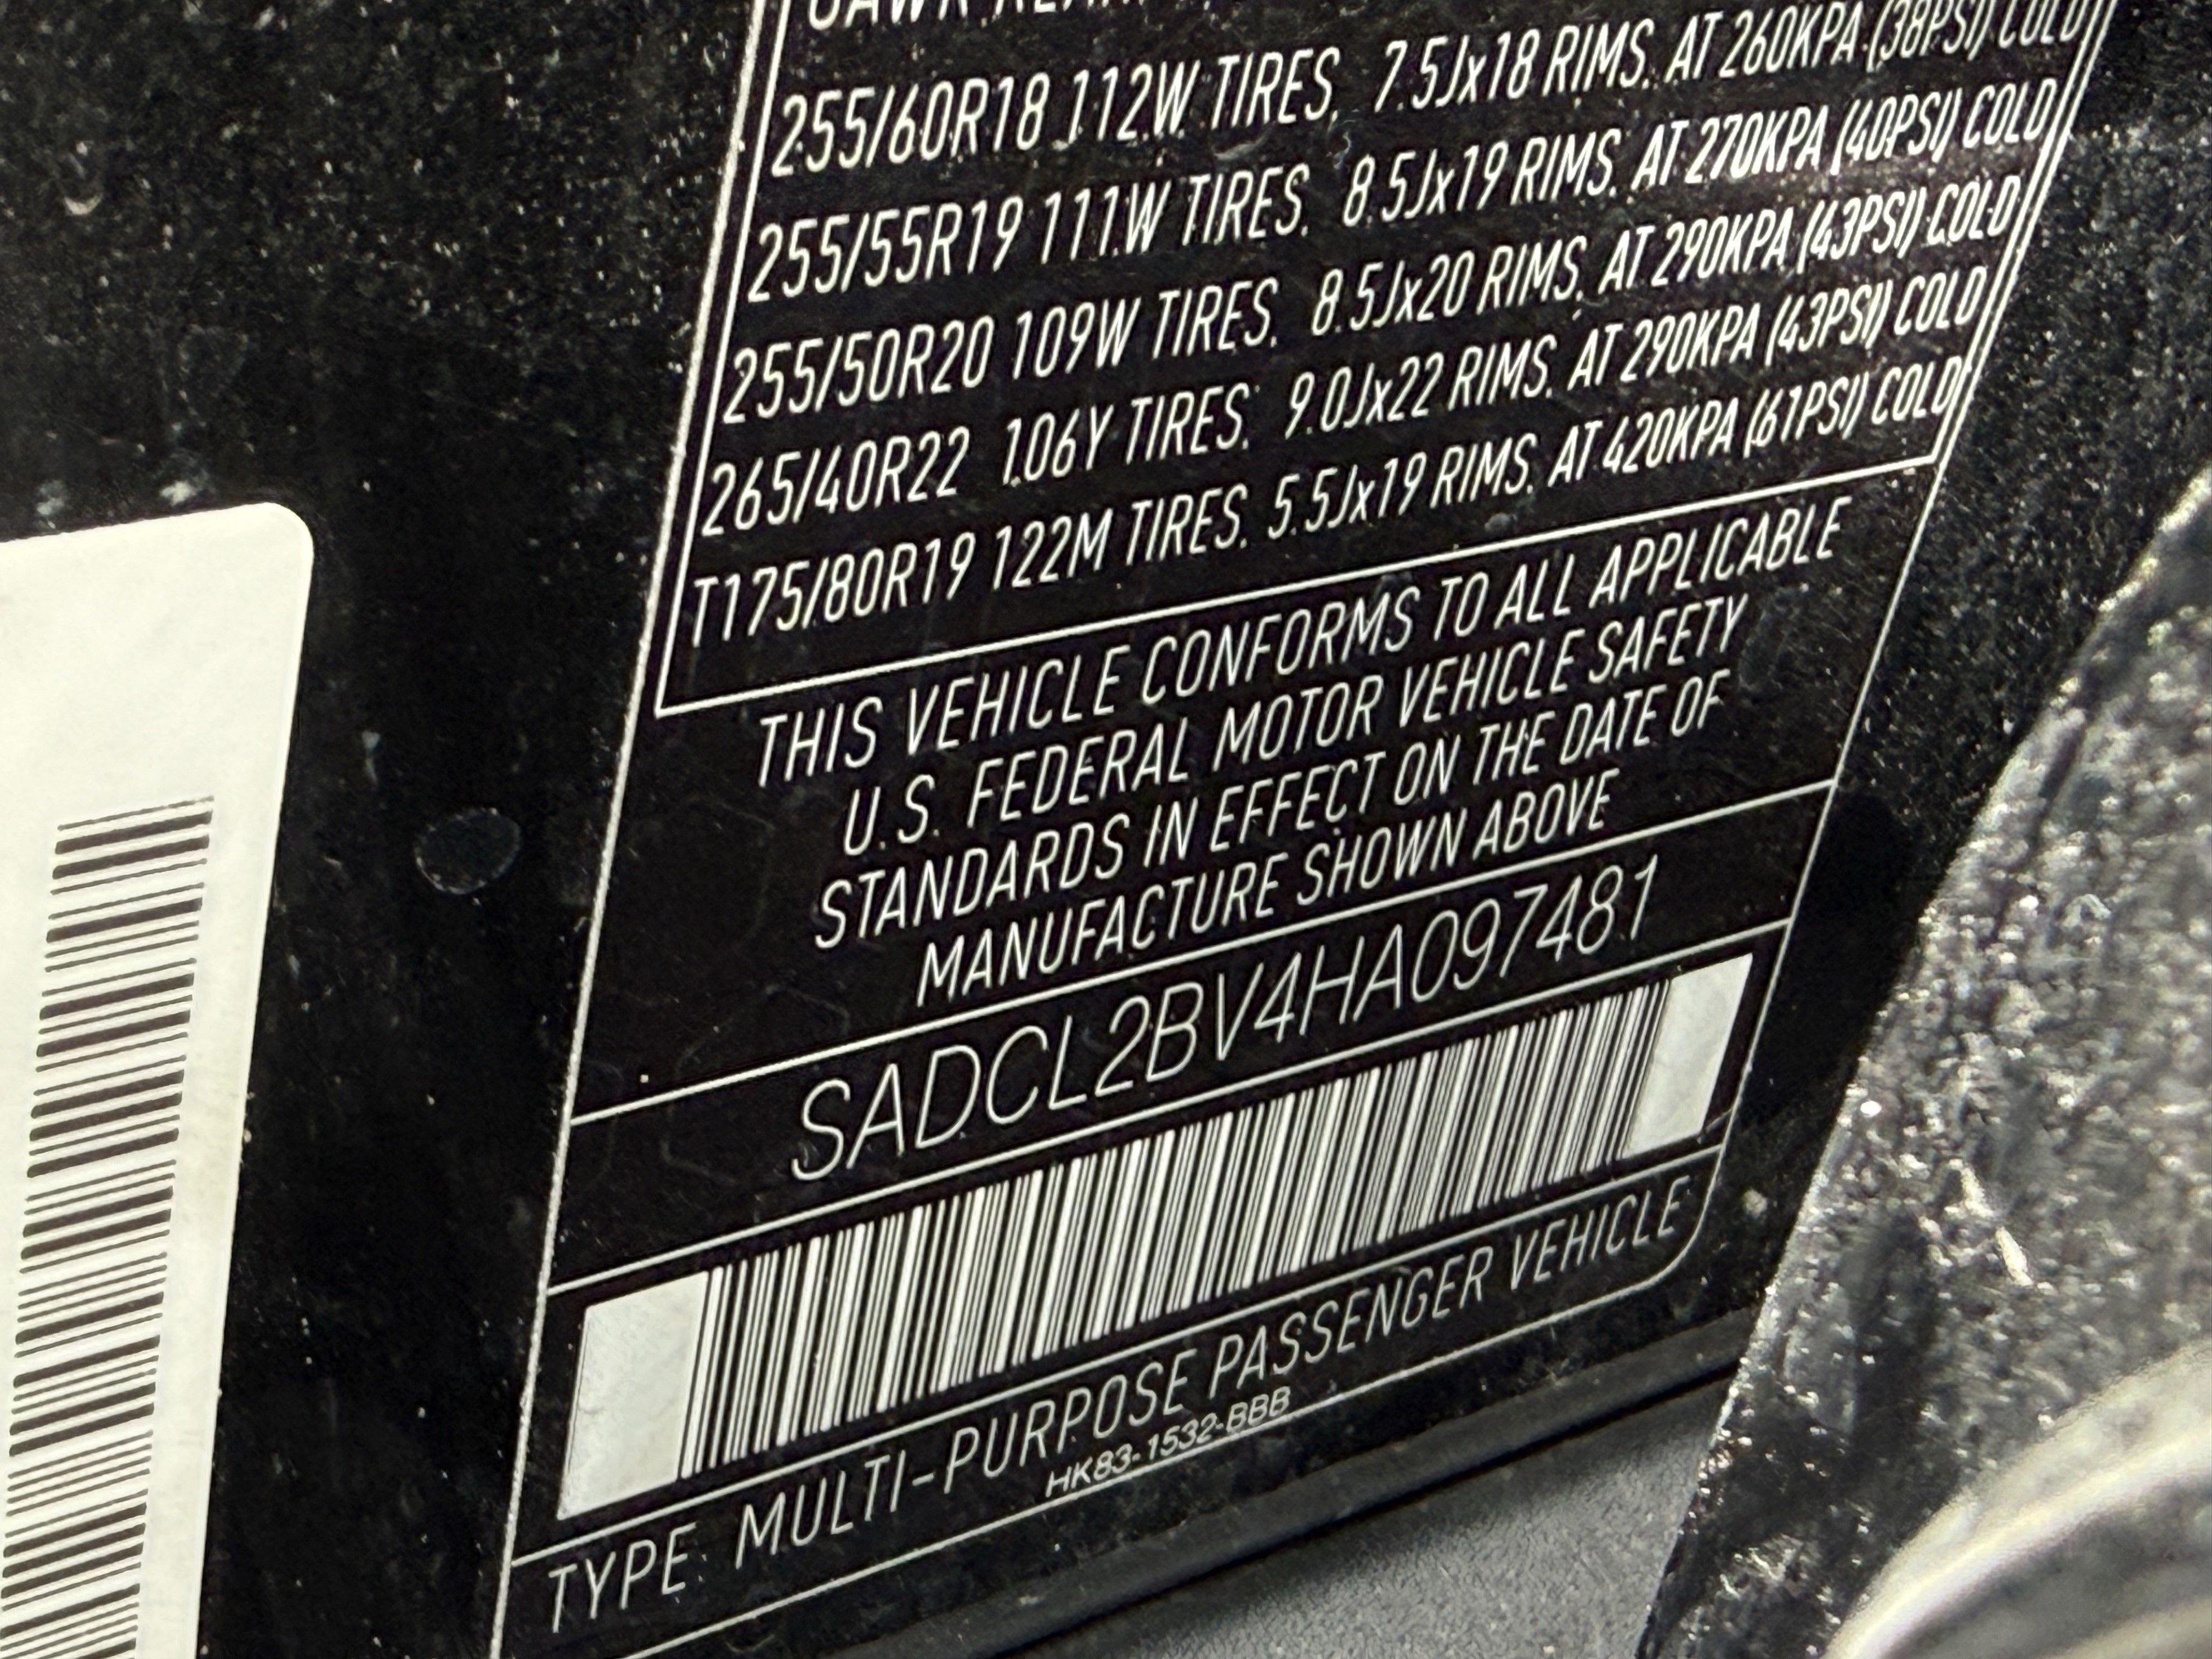 255/60R18 112W TIRES. 7.5Jx18 RIMS. AT 260KPA (38PSI) COLD
255/55R19 111W TIRES. 8.5Jx19 RIMS. AT 270KPA (40PSI) COLD
255/50R20 109W TIRES. 8.5Jx20 RIMS. AT 290KPA (43PSI) COLD
265/40R22 106Y TIRES. 9.0Jx22 RIMS. AT 290KPA (43PSI) COLD
T175/80R19 122M TIRES. 5.5Jx19 RIMS. AT 420KPA (61PSI) COLD
THIS VEHICLE CONFORMS TO ALL APPLICABLE
U.S. FEDERAL MOTOR VEHICLE SAFETY
STANDARDS IN EFFECT ON THE DATE OF
MANUFACTURE SHOWN ABOVE
SADCL2BV4HA097481
TYPE: MULTI-PURPOSE PASSENGER VEHICLE
HK83-1532-BBB